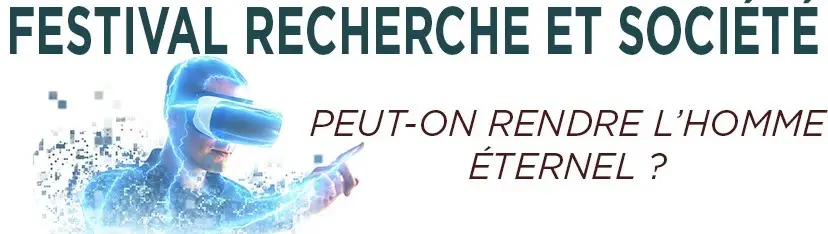 FESTIVAL RECHERCHE ET SOCIÉTÉ
PEUT-ON RENDRE L’HOMME
ÉTERNEL ?